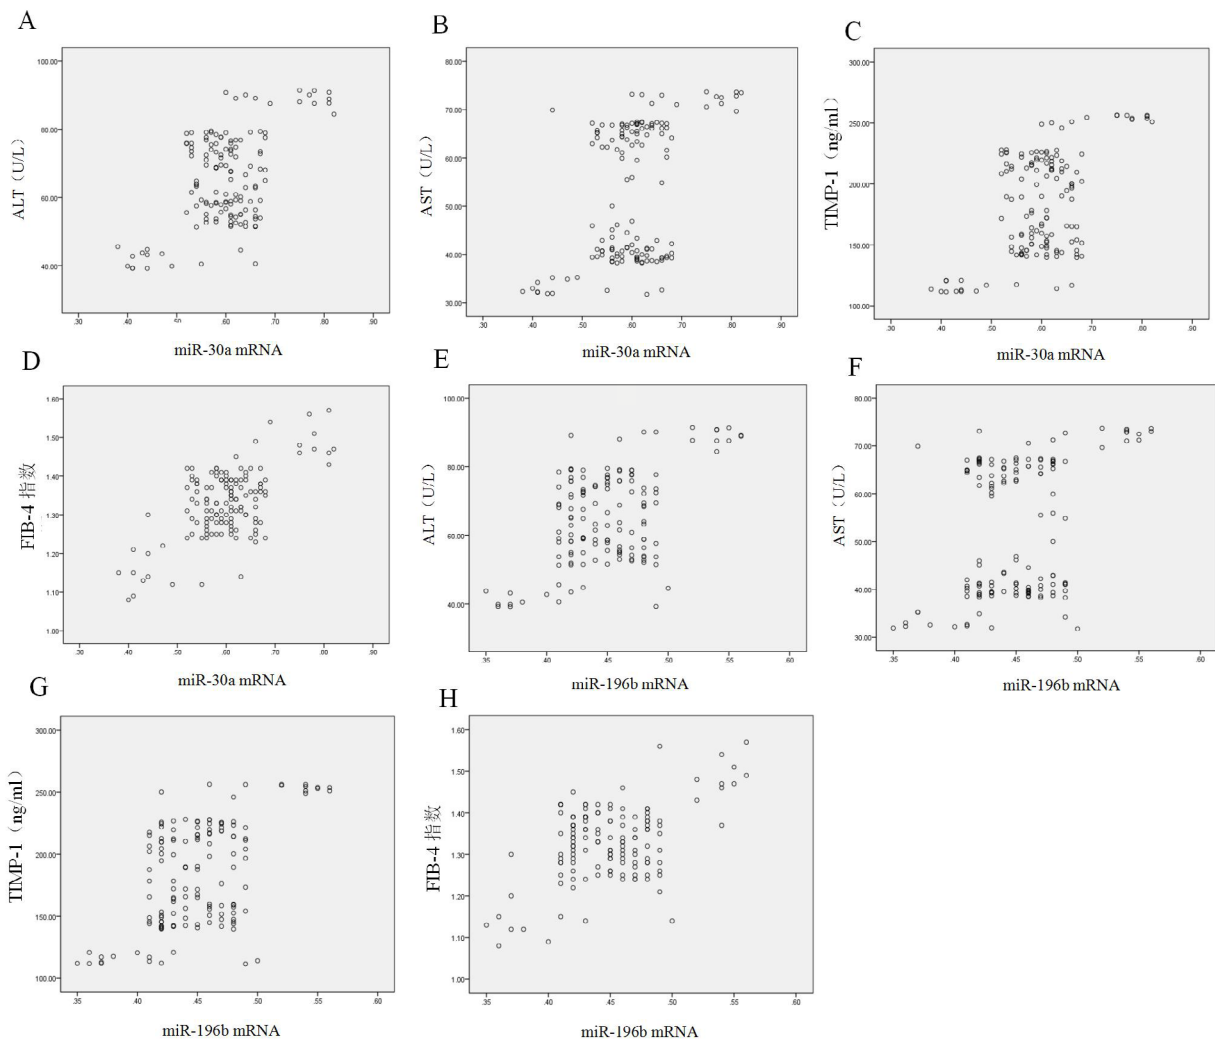 A
ALT（U/L）
100.00
80.00
60.00
40.00
.30 .40 .50 .60 .70 .80 .90
miR-30a mRNA
B
AST（U/L）
80.00
70.00
60.00
50.00
40.00
30.00
.30 .40 .50 .60 .70 .80 .90
miR-30a mRNA
C
TIMP-1（ng/ml）
300.00
250.00
200.00
150.00
100.00
.30 .40 .50 .60 .70 .80 .90
miR-30a mRNA
D
FIB-4 指数
1.60
1.50
1.40
1.30
1.20
1.10
1.00
.30 .40 .50 .60 .70 .80 .90
miR-30a mRNA
E
ALT（U/L）
100.00
80.00
60.00
40.00
.35 .40 .45 .50 .55 .60
miR-196b mRNA
F
AST（U/L）
80.00
70.00
60.00
50.00
40.00
30.00
.35 .40 .45 .50 .55 .60
miR-196b mRNA
G
TIMP-1（ng/ml）
300.00
250.00
200.00
150.00
100.00
.35 .40 .45 .50 .55 .60
miR-196b mRNA
H
FIB-4 指数
1.60
1.50
1.40
1.30
1.20
1.10
1.00
.35 .40 .45 .50 .55 .60
miR-196b mRNA